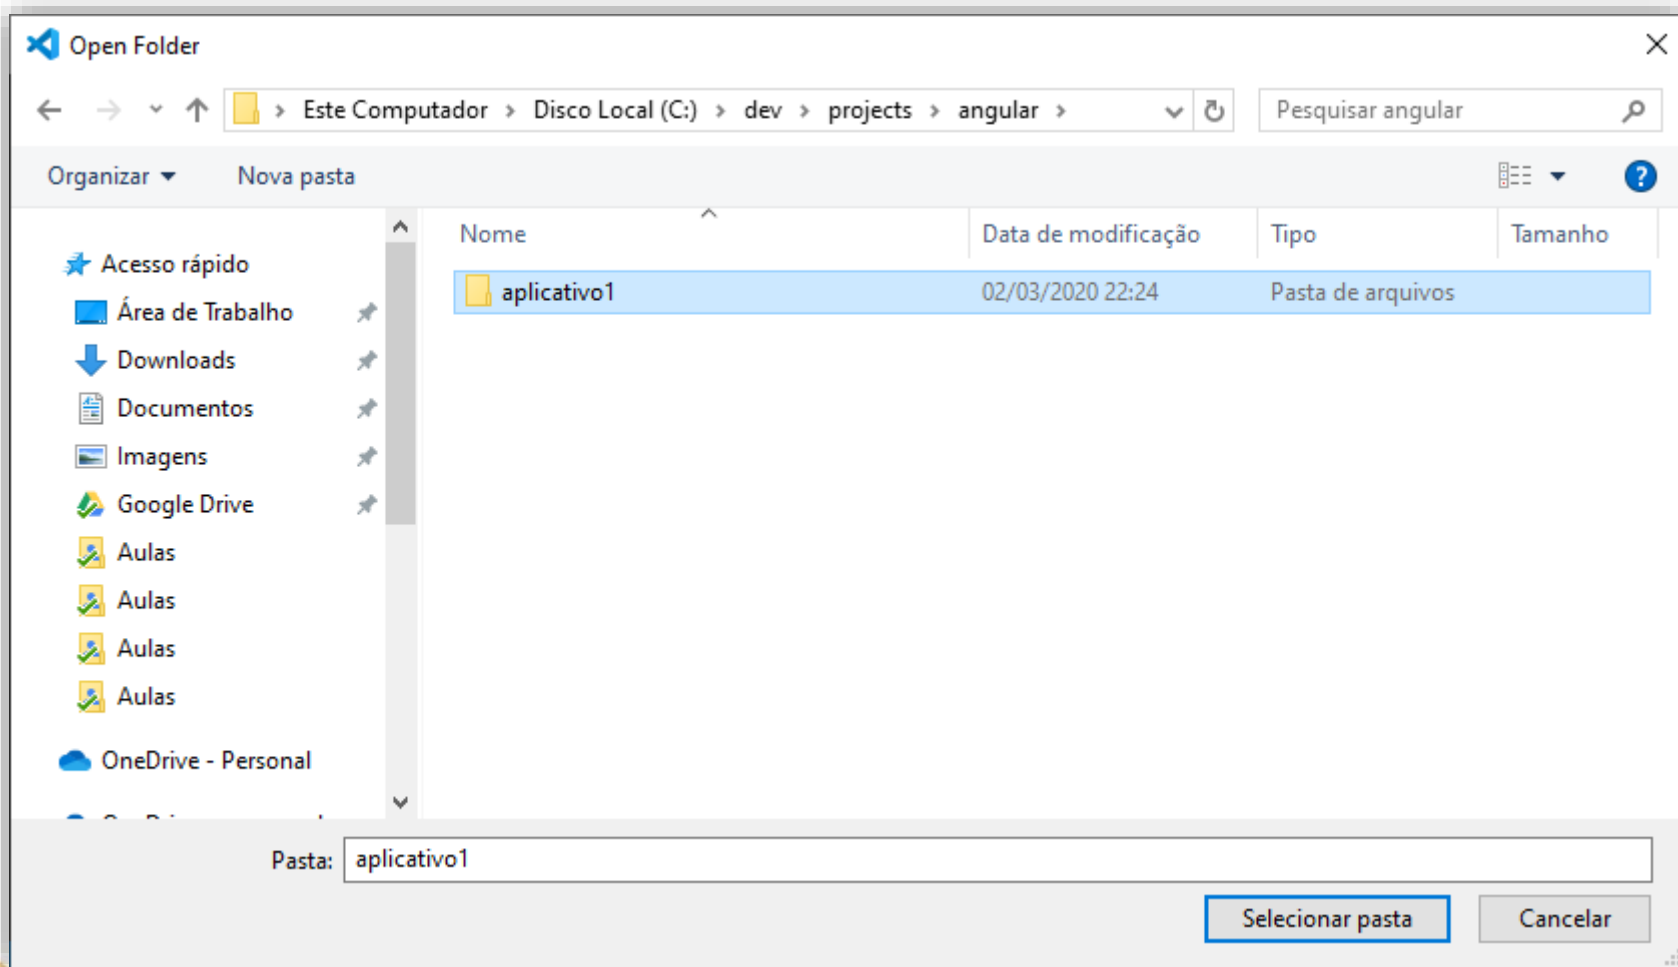 Open Folder
Este Computador > Disco Local (C:) > dev > projects > angular >
Pesquisar angular
Organizar
Nova pasta
Nome
Data de modificação
Tipo
Tamanho
Acesso rápido
Área de Trabalho
Downloads
Documentos
Imagens
Google Drive
Aulas
Aulas
Aulas
Aulas
OneDrive - Personal
aplicativo1
02/03/2020 22:24
Pasta de arquivos
Pasta:
aplicativo1
Selecionar pasta
Cancelar